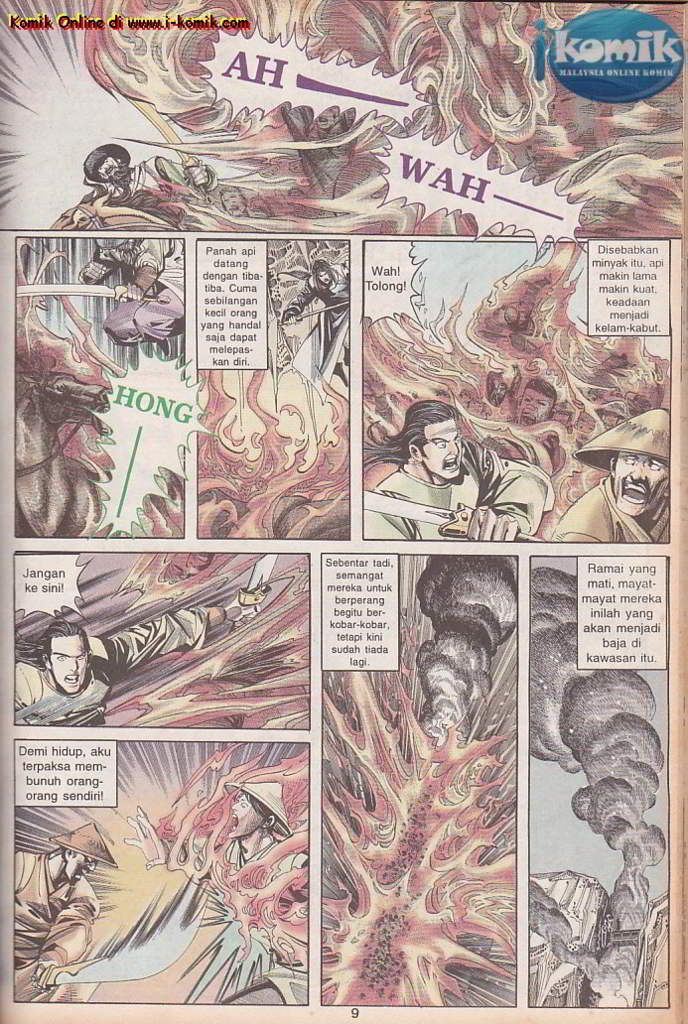 Komik Online di www.i-komik.com
i komik
MALAYSIA ONLINE KOMIK
AH
WAH
HONG
Panah api
datang
dengan tiba-
tiba. Cuma
sebilangan
kecil orang
yang handal
saja dapat
melepas-
kan diri.
Wah!
Tolong!
Disebabkan
minyak itu, api
makin lama
makin kuat,
keadaan
menjadi
kelam-kabut.
Jangan
ke sini!
Demi hidup, aku
terpaksa mem-
bunuh orang-
orang sendiri!
Sebentar tadi,
semangat
mereka untuk
berperang
begitu ber-
kobar-kobar,
tetapi kini
sudah tiada
lagi.
Ramai yang
mati, mayat-
mayat mereka
inilah yang
akan menjadi
baja di
kawasan itu.
9